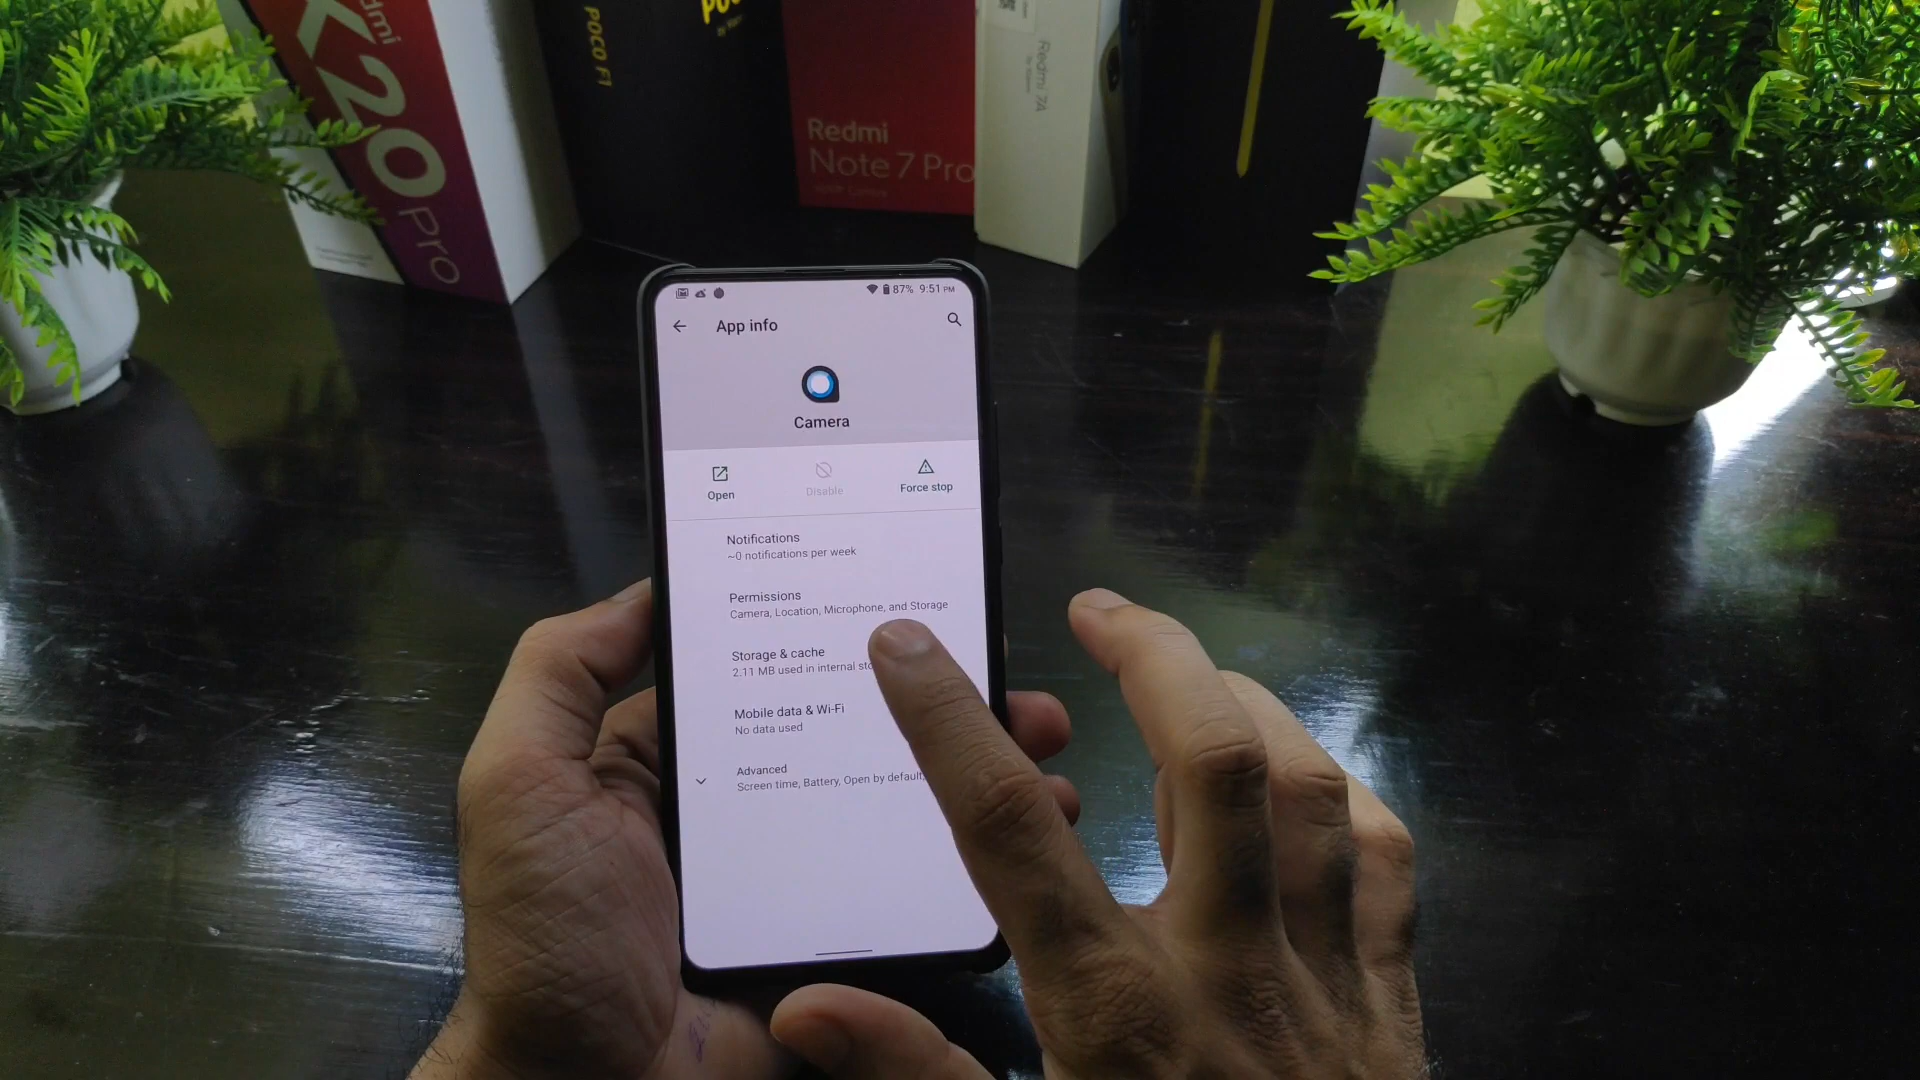 dmi
K20 Pro
POCO F1
POC
Redmi
Note 7 Pro
Redmi 7A
87% 9:51 PM
App info
Camera
Open
Disable
Force stop
Notifications
~0 notifications per week
Permissions
Camera, Location, Microphone, and Storage
Storage & cache
2.11 MB used in internal sto
Mobile data & Wi-Fi
No data used
Advanced
Screen time, Battery, Open by default,